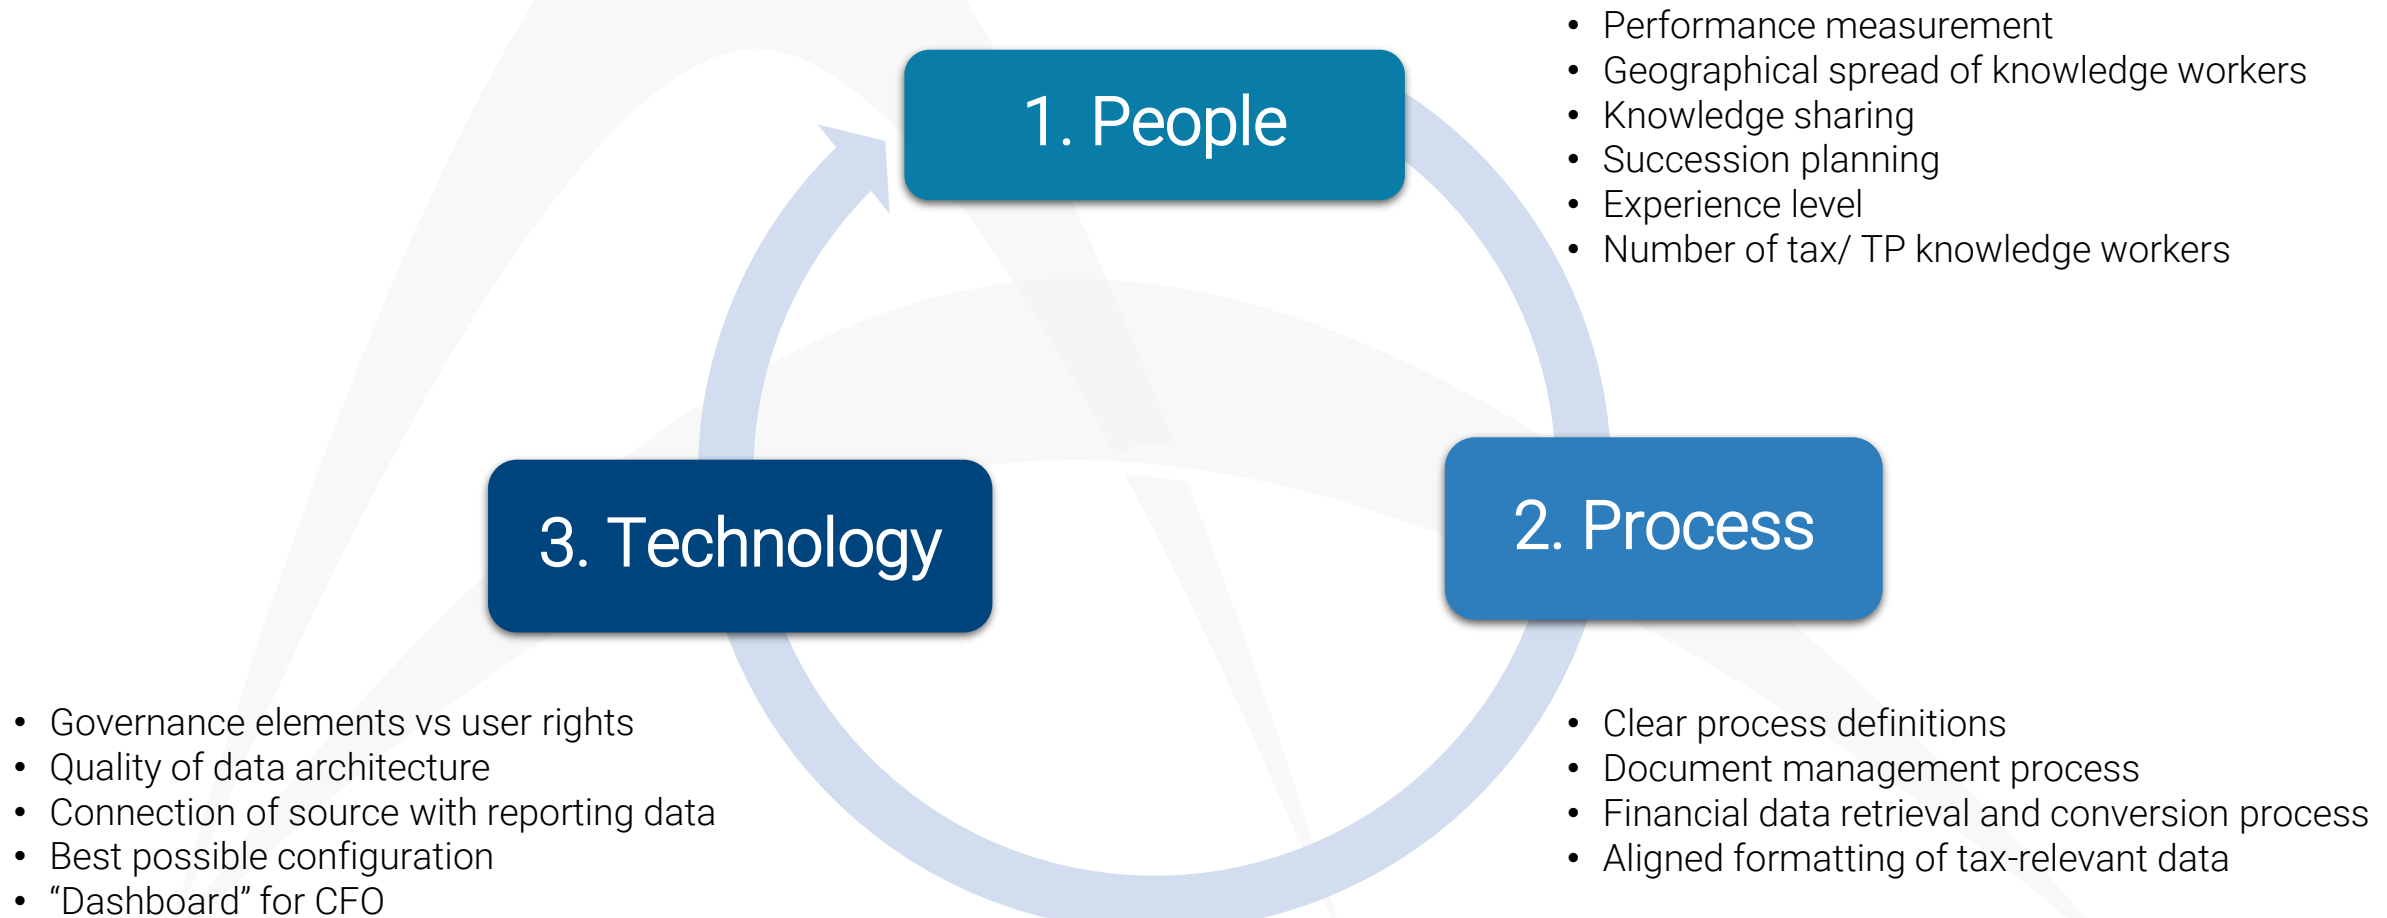 1. People
• Performance measurement
• Geographical spread of knowledge workers
• Knowledge sharing
• Succession planning
• Experience level
• Number of tax/ TP knowledge workers
2. Process
• Clear process definitions
• Document management process
• Financial data retrieval and conversion process
• Aligned formatting of tax-relevant data
3. Technology
• Governance elements vs user rights
• Quality of data architecture
• Connection of source with reporting data
• Best possible configuration
• “Dashboard” for CFO